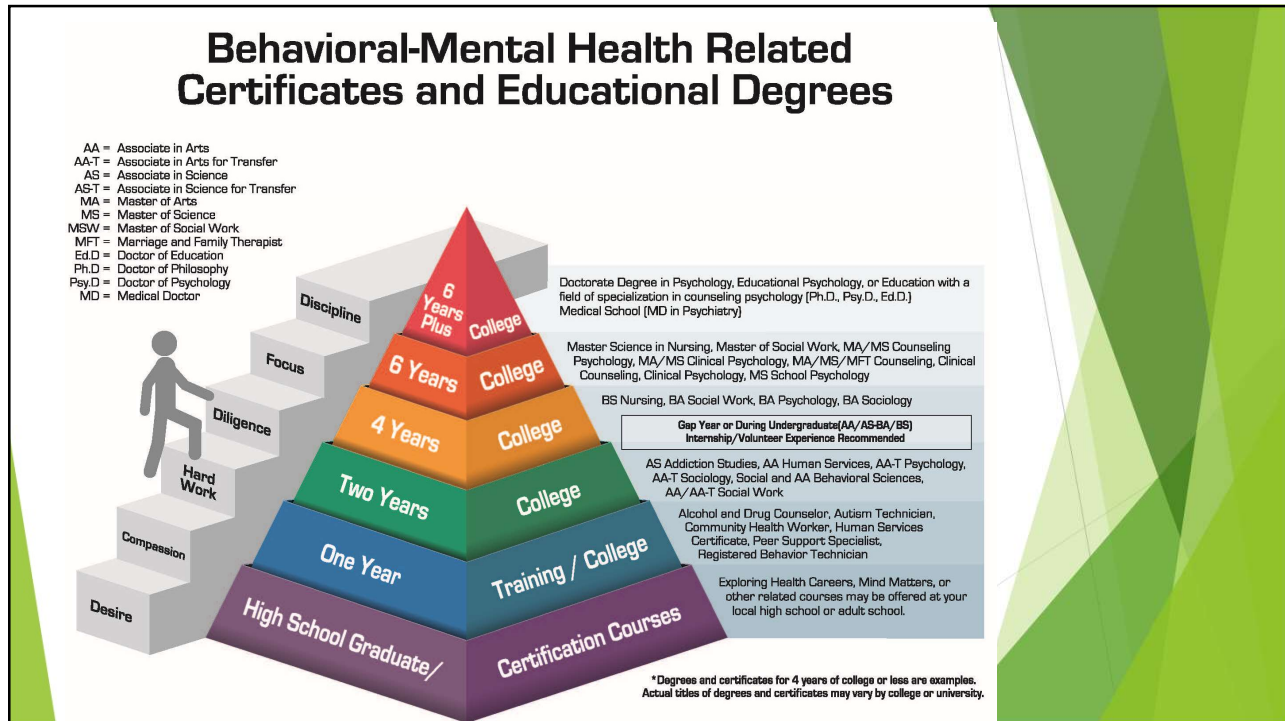 Behavioral-Mental Health Related
Certificates and Educational Degrees
AA = Associate in Arts
AA-T = Associate in Arts for Transfer
AS = Associate in Science
AS-T = Associate in Science for Transfer
MA = Master of Arts
MS = Master of Science
MSW = Master of Social Work
MFT = Marriage and Family Therapist
Ed.D = Doctor of Education
Ph.D = Doctor of Philosophy
Psy.D = Doctor of Psychology
MD = Medical Doctor
Discipline
Focus
Diligence
Hard
Work
Compassion
Desire
6
Years
Plus
College
Doctorate Degree in Psychology, Educational Psychology, or Education with a
field of specialization in counseling psychology (Ph.D., Psy.D., Ed.D.)
Medical School (MD in Psychiatry)
6 Years
College
Master Science in Nursing, Master of Social Work, MA/MS Counseling
Psychology, MA/MS Clinical Psychology, MA/MS/MFT Counseling, Clinical
Counseling, Clinical Psychology, MS School Psychology
4 Years
College
BS Nursing, BA Social Work, BA Psychology, BA Sociology
Gap Year or During Undergraduate(AA/AS-BA/BS)
Internship/Volunteer Experience Recommended
Two Years
College
AS Addiction Studies, AA Human Services, AA-T Psychology,
AA-T Sociology, Social and AA Behavioral Sciences,
AA/AA-T Social Work
One Year
Training / College
Alcohol and Drug Counselor, Autism Technician,
Community Health Worker, Human Services
Certificate, Peer Support Specialist,
Registered Behavior Technician
High School Graduate/
Certification Courses
Exploring Health Careers, Mind Matters, or
other related courses may be offered at your
local high school or adult school.
*Degrees and certificates for 4 years of college or less are examples.
Actual titles of degrees and certificates may vary by college or university.